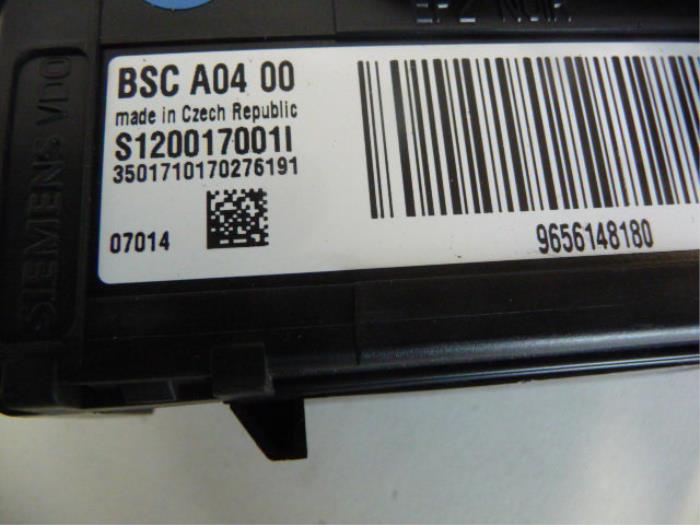 BSC A04 00
made in Czech Republic
S120017001I
3501710170276191
07014
9656148180
SIEMENS VDO